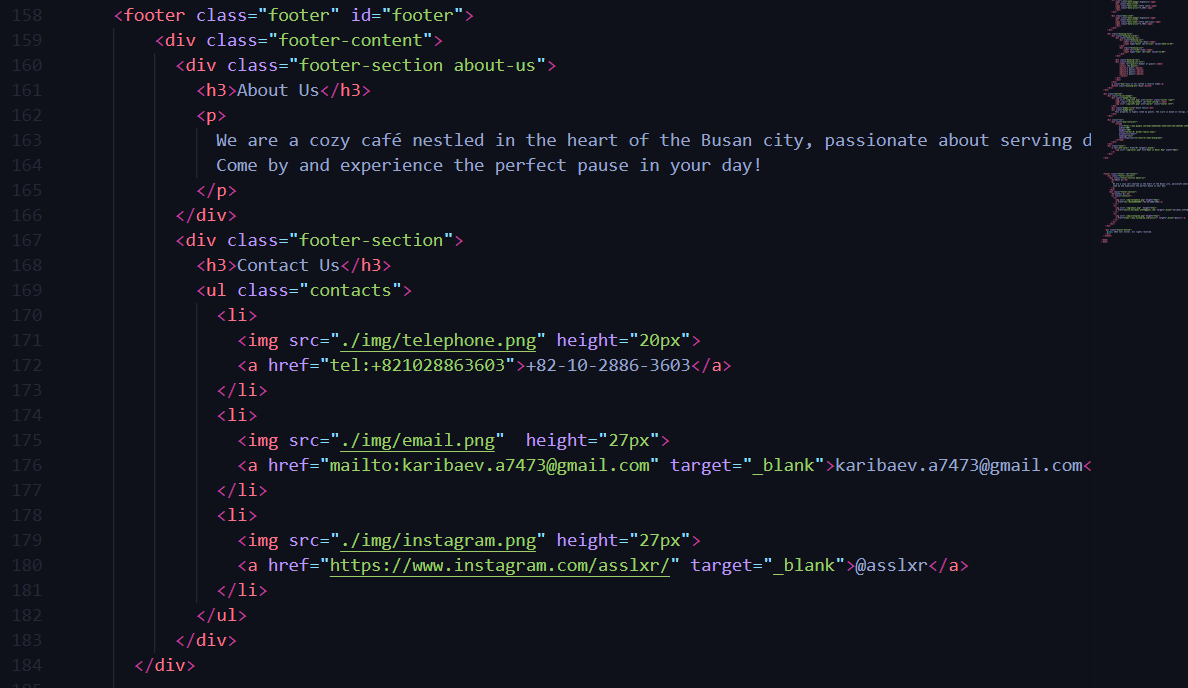 158 <footer class="footer" id="footer">
159 <div class="footer-content">
160 <div class="footer-section about-us">
161 <h3>About Us</h3>
162 <p>
163 We are a cozy café nestled in the heart of the Busan city, passionate about serving d
164 Come by and experience the perfect pause in your day!
165 </p>
166 </div>
167 <div class="footer-section">
168 <h3>Contact Us</h3>
169 <ul class="contacts">
170 <li>
171 <img src="./img/telephone.png" height="20px">
172 <a href="tel:+821028863603">+82-10-2886-3603</a>
173 </li>
174 <li>
175 <img src="./img/email.png"  height="27px">
176 <a href="mailto:karibaev.a7473@gmail.com" target="_blank">karibaev.a7473@gmail.com<
177 </li>
178 <li>
179 <img src="./img/instagram.png" height="27px">
180 <a href="https://www.instagram.com/asslxr/" target="_blank">@asslxr</a>
181 </li>
182 </ul>
183 </div>
184 </div>